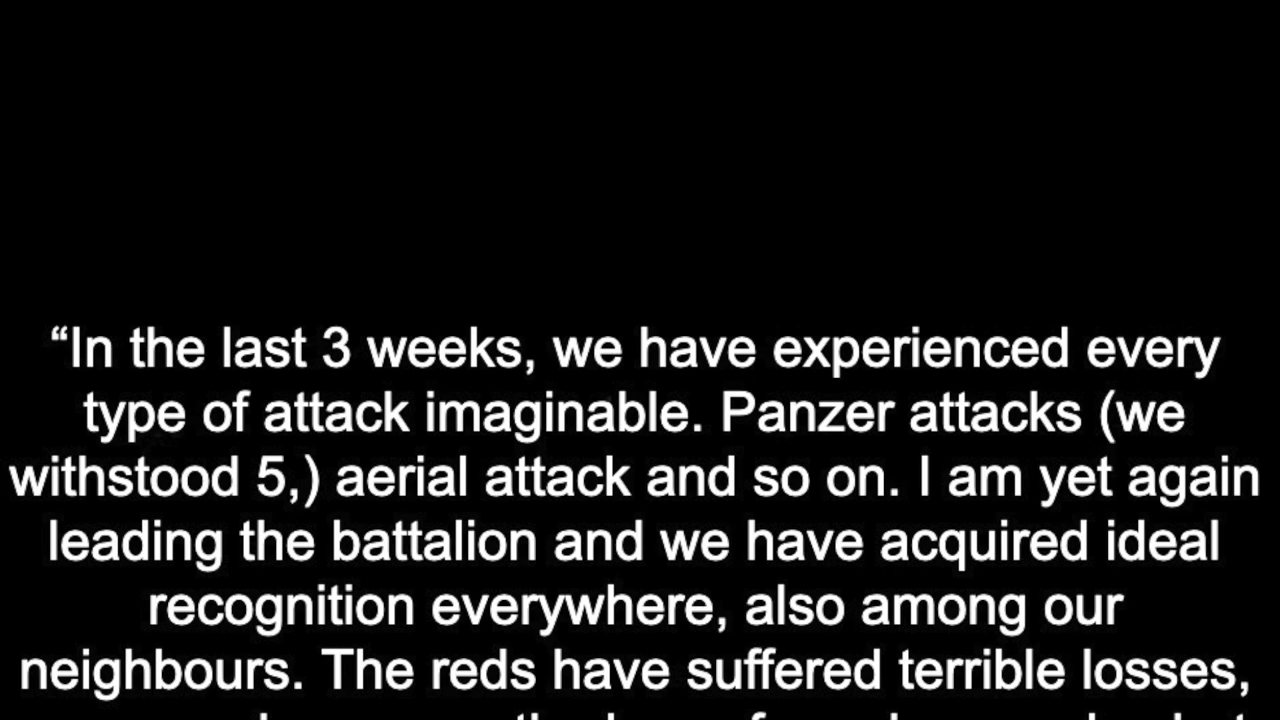 “In the last 3 weeks, we have experienced every
type of attack imaginable. Panzer attacks (we
withstood 5,) aerial attack and so on. I am yet again
leading the battalion and we have acquired ideal
recognition everywhere, also among our
neighbours. The reds have suffered terrible losses,